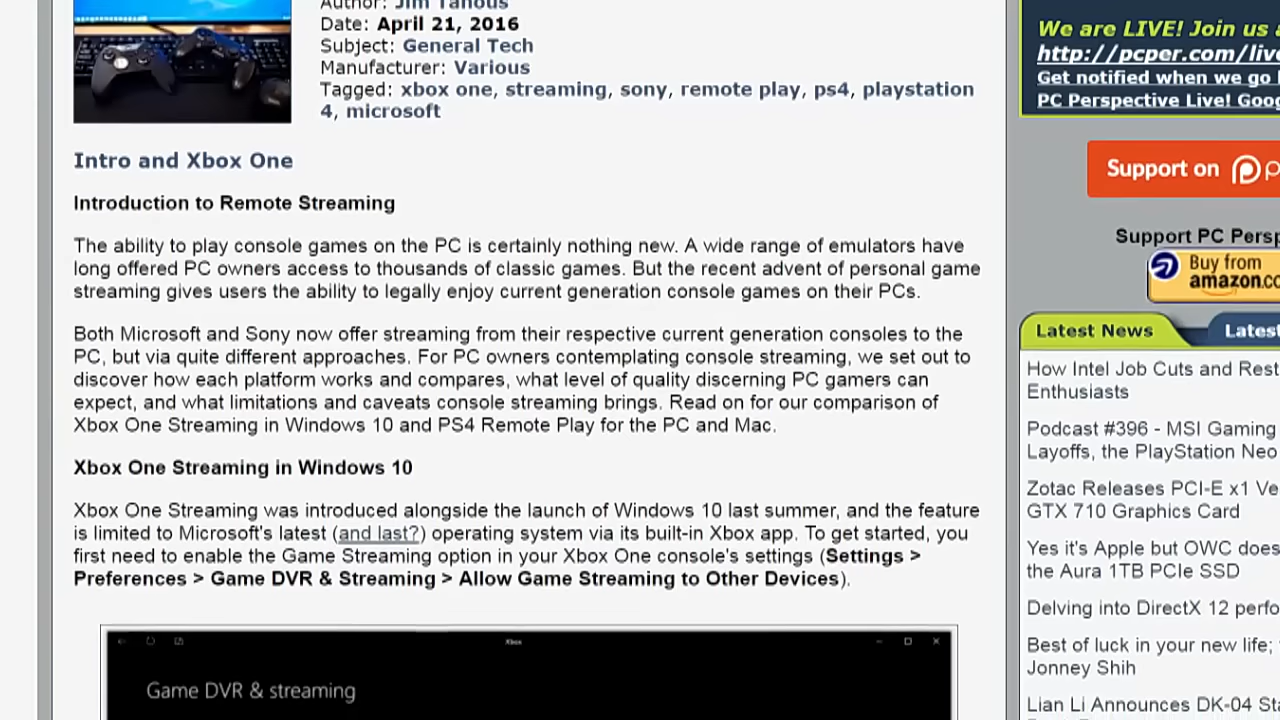 Author: Jim Tanous
Date: April 21, 2016
Subject: General Tech
Manufacturer: Various
Tagged: xbox one, streaming, sony, remote play, ps4, playstation
4, microsoft
Intro and Xbox One
Introduction to Remote Streaming
The ability to play console games on the PC is certainly nothing new. A wide range of emulators have
long offered PC owners access to thousands of classic games. But the recent advent of personal game
streaming gives users the ability to legally enjoy current generation console games on their PCs.
Both Microsoft and Sony now offer streaming from their respective current generation consoles to the
PC, but via quite different approaches. For PC owners contemplating console streaming, we set out to
discover how each platform works and compares, what level of quality discerning PC gamers can
expect, and what limitations and caveats console streaming brings. Read on for our comparison of
Xbox One Streaming in Windows 10 and PS4 Remote Play for the PC and Mac.
Xbox One Streaming in Windows 10
Xbox One Streaming was introduced alongside the launch of Windows 10 last summer, and the feature
is limited to Microsoft's latest (and last?) operating system via its built-in Xbox app. To get started, you
first need to enable the Game Streaming option in your Xbox One console's settings (Settings >
Preferences > Game DVR & Streaming > Allow Game Streaming to Other Devices).
Xbox
Game DVR & streaming
We are LIVE! Join us a
http://pcper.com/live
Get notified when we go
PC Perspective Live! Goog
Support on p
Support PC Persp
Buy from
amazon.co
Latest News
Latest
How Intel Job Cuts and Rest
Enthusiasts
Podcast #396 - MSI Gaming
Layoffs, the PlayStation Neo
Zotac Releases PCI-E x1 Ve
GTX 710 Graphics Card
Yes it's Apple but OWC does
the Aura 1TB PCIe SSD
Delving into DirectX 12 perfo
Best of luck in your new life;
Jonney Shih
Lian Li Announces DK-04 Sta